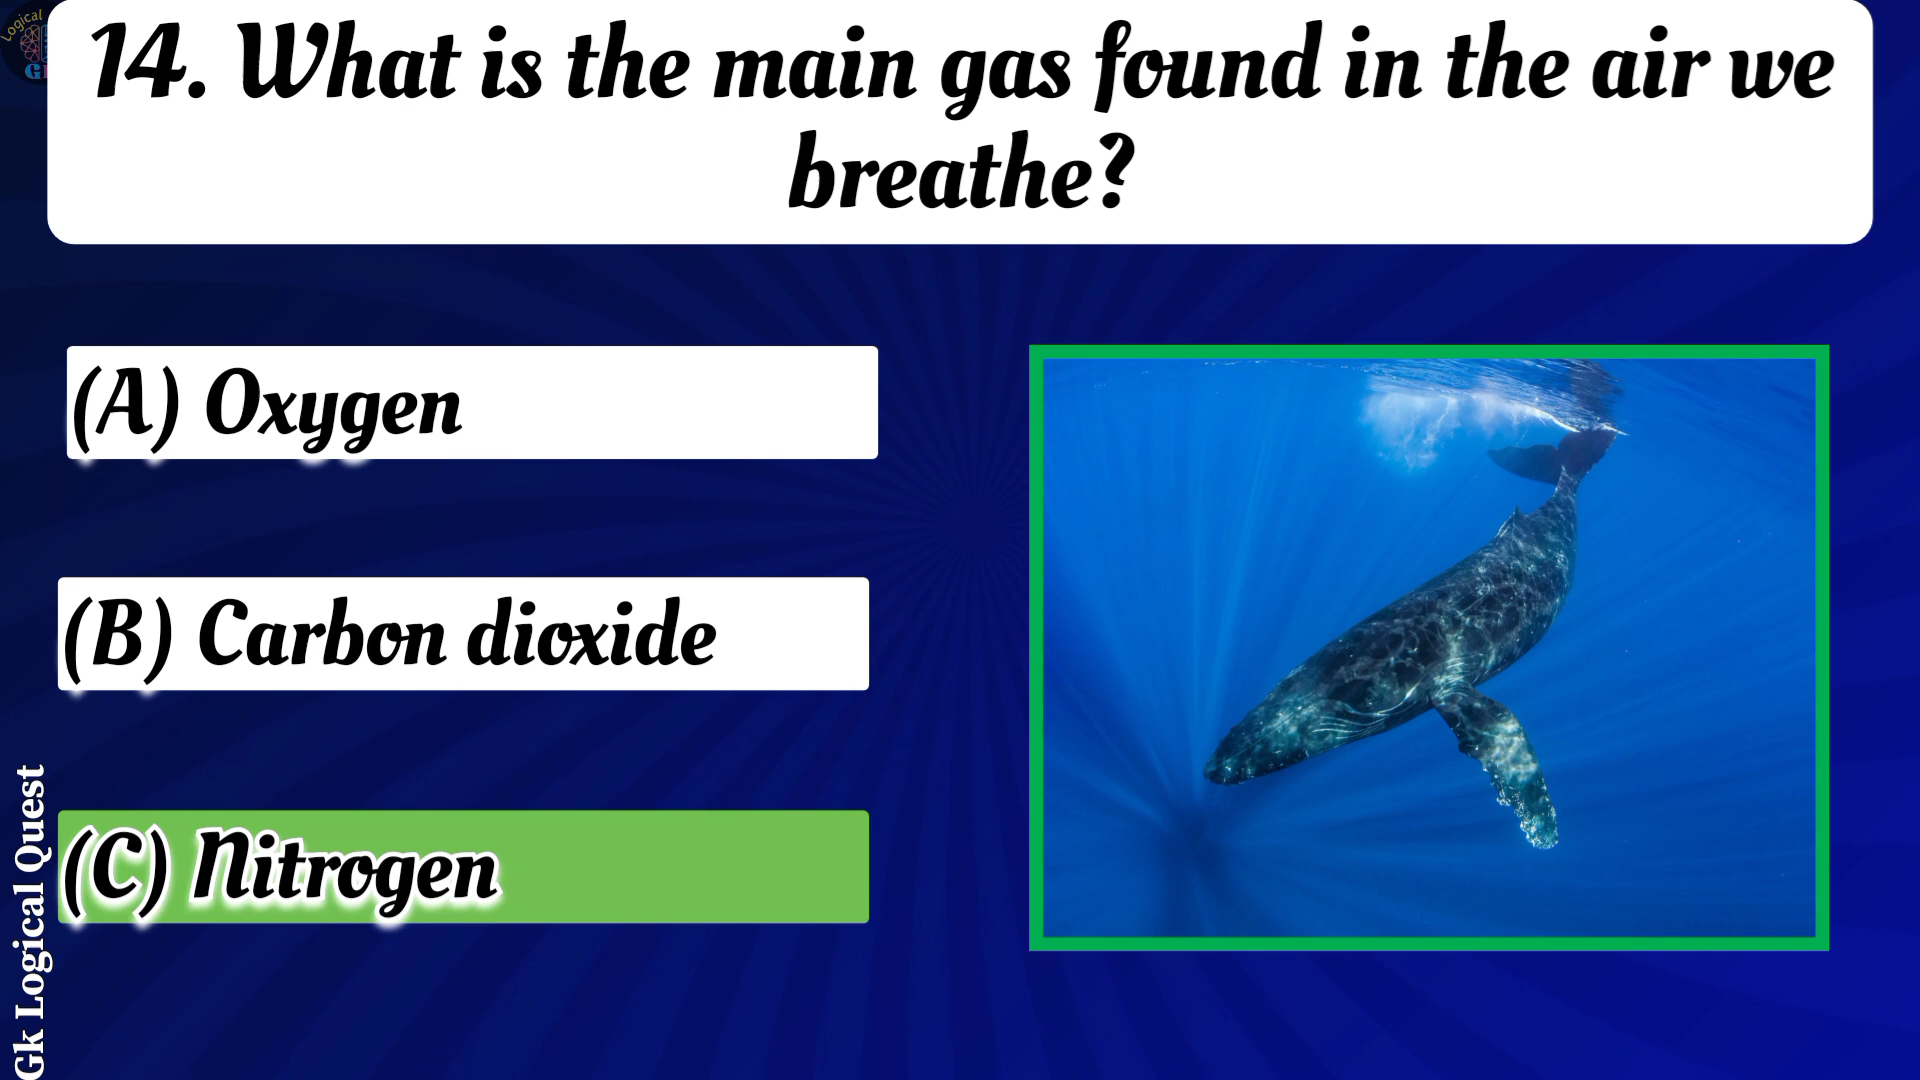 Logical
14. What is the main gas found in the air we
breathe?
(A) Oxygen
(B) Carbon dioxide
(C) Nitrogen
Gk Logical Quest